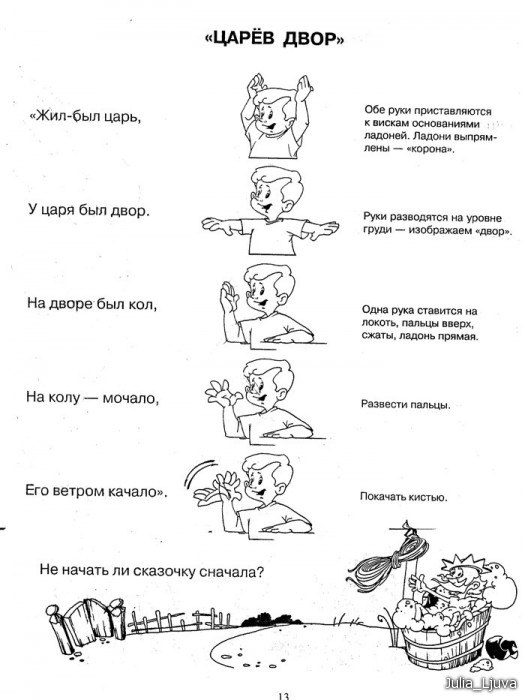 «ЦАРЁВ ДВОР»
«Жил-был царь,
Обе руки приставляются
к вискам основаниями
ладоней. Ладони выпрям-
лены — «корона».
У царя был двор.
Руки разводятся на уровне
груди — изображаем «двор».
На дворе был кол,
Одна рука ставится на
локоть, пальцы вверх,
сжаты, ладонь прямая.
На колу — мочало,
Развести пальцы.
Его ветром качало».
Покачать кистью.
Не начать ли сказочку сначала?
13
Julia_Ljuva